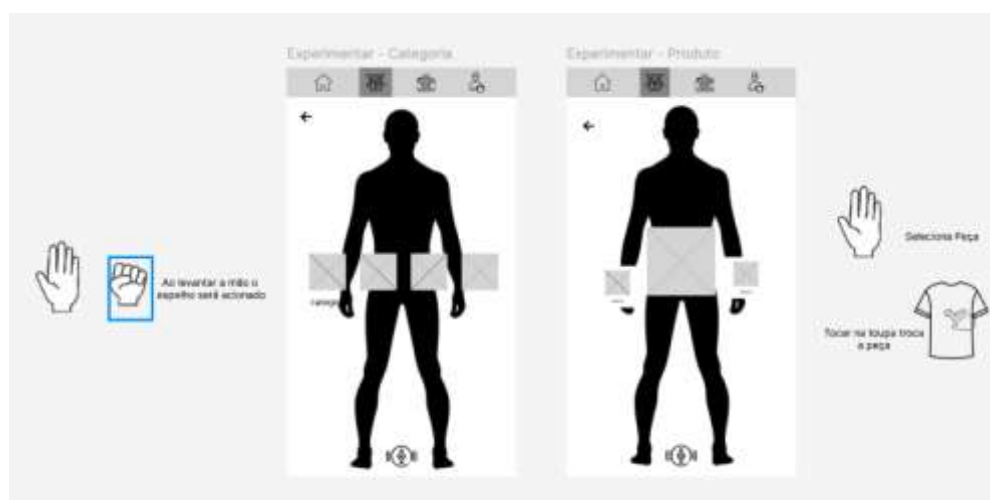 Experimentar - Categoria
Experimentar - Produto
Ao levantar a mão o
espelho será acionado
Seleciona Peça
Tocar na roupa troca
a peça